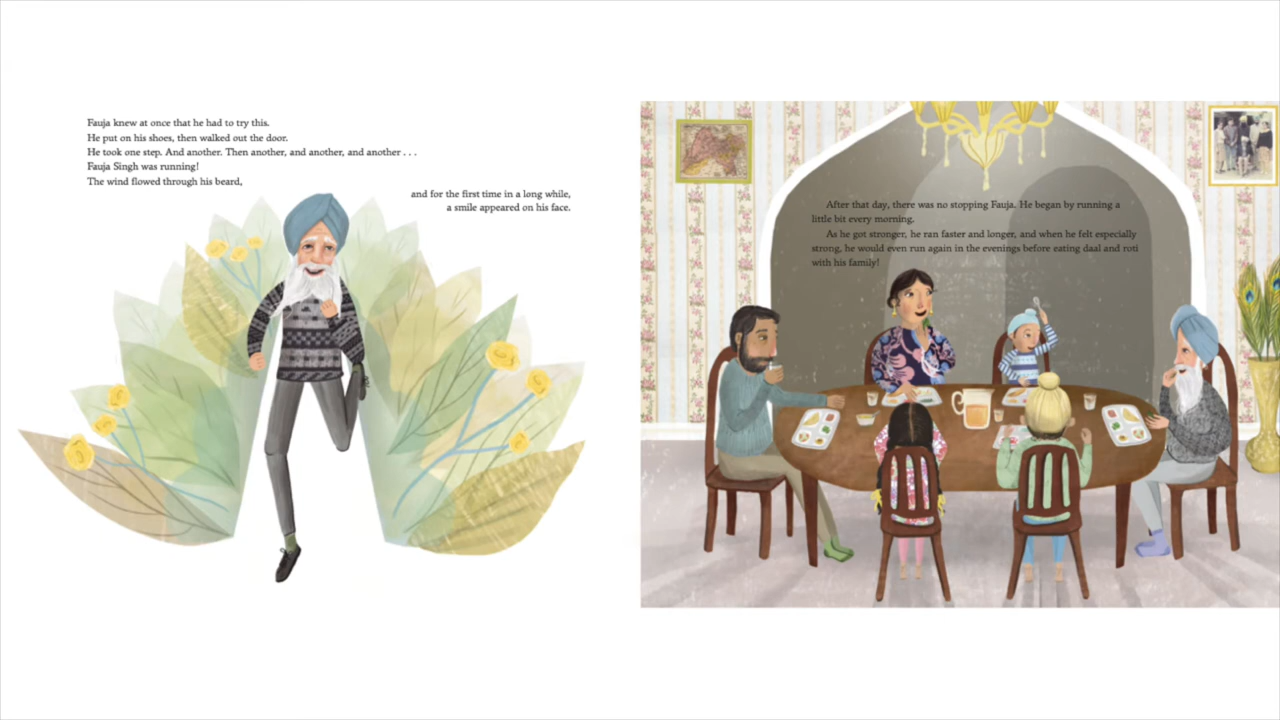 Fauja knew at once that he had to try this.
He put on his shoes, then walked out the door.
He took one step. And another. Then another, and another, and another . . .
Fauja Singh was running!
The wind flowed through his beard,
and for the first time in a long while,
a smile appeared on his face.
After that day, there was no stopping Fauja. He began by running a
little bit every morning.
As he got stronger, he ran faster and longer, and when he felt especially
strong, he would even run again in the evenings before eating daal and roti
with his family!